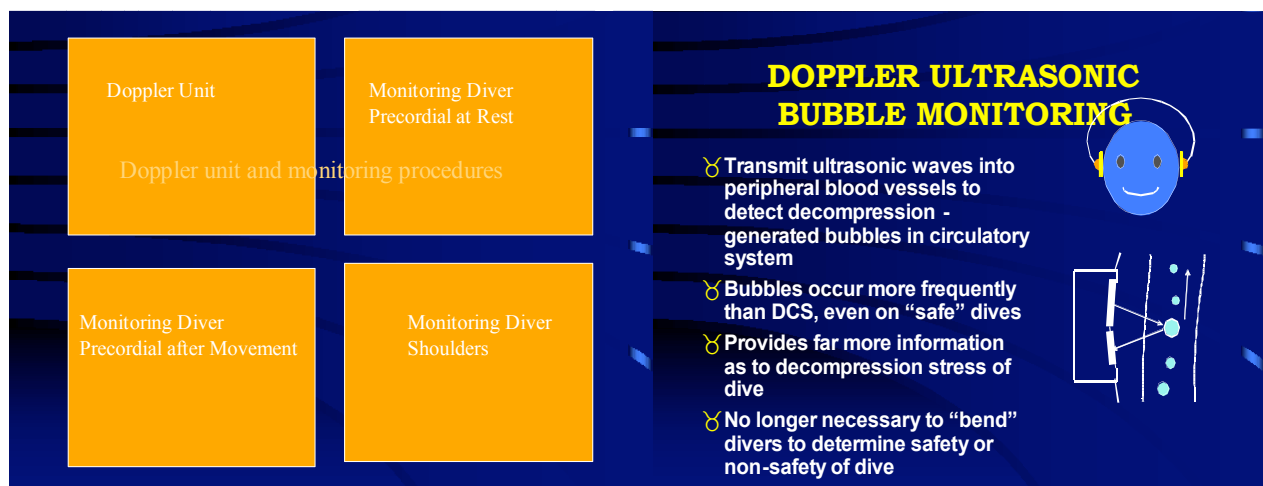 Doppler Unit
Monitoring Diver
Precordial at Rest
Doppler unit and monitoring procedures
Monitoring Diver
Precordial after Movement
Monitoring Diver
Shoulders
DOPPLER ULTRASONIC
BUBBLE MONITORING
Transmit ultrasonic waves into
peripheral blood vessels to
detect decompression -
generated bubbles in circulatory
system
Bubbles occur more frequently
than DCS, even on “safe” dives
Provides far more information
as to decompression stress of
dive
No longer necessary to “bend”
divers to determine safety or
non-safety of dive